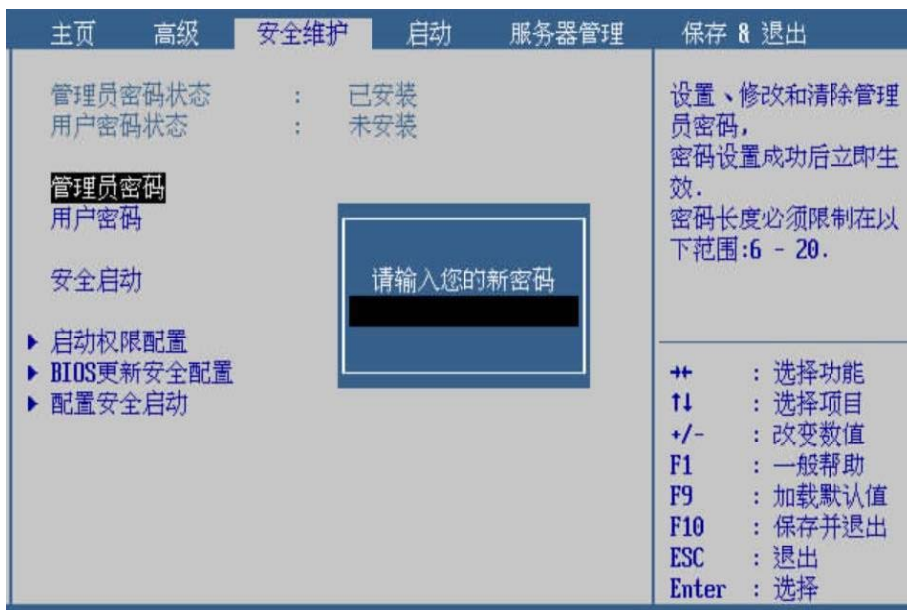 主页 高级 安全维护 启动 服务器管理 保存 & 退出
管理员密码状态 : 已安装
用户密码状态 : 未安装
管理员密码
用户密码
安全启动
启动权限配置
BIOS更新安全配置
配置安全启动
请输入您的新密码
设置、修改和清除管理
员密码,
密码设置成功后立即生
效.
密码长度必须限制在以
下范围:6 - 20.
→← : 选择功能
↑↓ : 选择项目
+/- : 改变数值
F1 : 一般帮助
F9 : 加载默认值
F10 : 保存并退出
ESC : 退出
Enter : 选择